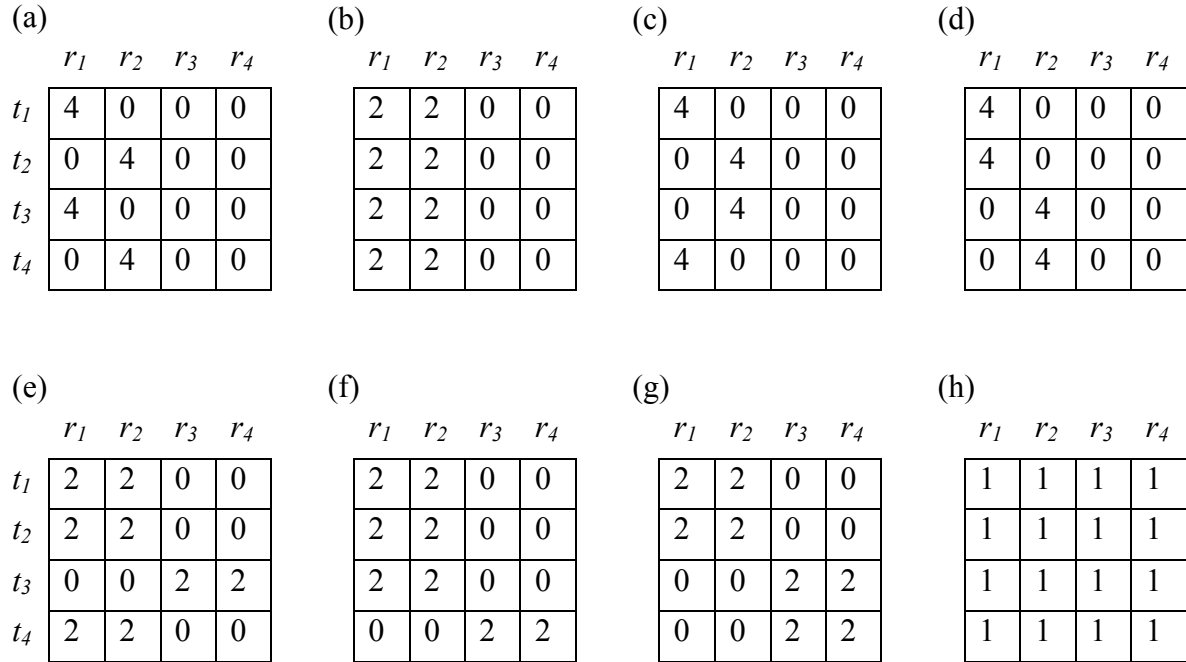 (a) (b) (c) (d)
r1 r2 r3 r4 r1 r2 r3 r4 r1 r2 r3 r4 r1 r2 r3 r4
t1 4 0 0 0 2 2 0 0 4 0 0 0 4 0 0 0
t2 0 4 0 0 2 2 0 0 0 4 0 0 4 0 0 0
t3 4 0 0 0 2 2 0 0 0 4 0 0 0 4 0 0
t4 0 4 0 0 2 2 0 0 4 0 0 0 0 4 0 0
(e) (f) (g) (h)
r1 r2 r3 r4 r1 r2 r3 r4 r1 r2 r3 r4 r1 r2 r3 r4
t1 2 2 0 0 2 2 0 0 2 2 0 0 1 1 1 1
t2 2 2 0 0 2 2 0 0 2 2 0 0 1 1 1 1
t3 0 0 2 2 2 2 0 0 0 0 2 2 1 1 1 1
t4 2 2 0 0 0 0 2 2 0 0 2 2 1 1 1 1